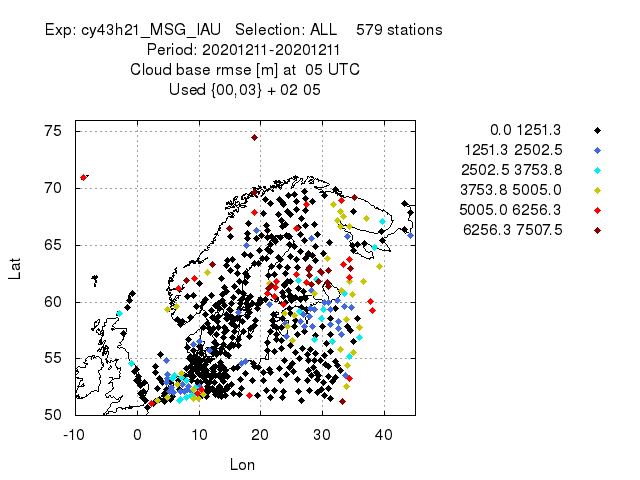 Exp: cy43h21_MSG_IAU   Selection: ALL    579 stations
Period: 20201211-20201211
Cloud base rmse [m] at  05 UTC
Used {00,03} + 02 05
0.0 1251.3
1251.3 2502.5
2502.5 3753.8
3753.8 5005.0
5005.0 6256.3
6256.3 7507.5
75
70
65
60
55
50
Lat
-10 0 10 20 30 40
Lon